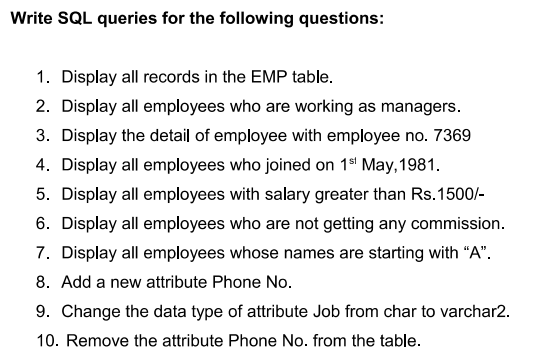 Write SQL queries for the following questions:
1. Display all records in the EMP table.
2. Display all employees who are working as managers.
3. Display the detail of employee with employee no. 7369
4. Display all employees who joined on 1st May,1981.
5. Display all employees with salary greater than Rs.1500/-
6. Display all employees who are not getting any commission.
7. Display all employees whose names are starting with “A”.
8. Add a new attribute Phone No.
9. Change the data type of attribute Job from char to varchar2.
10. Remove the attribute Phone No. from the table.